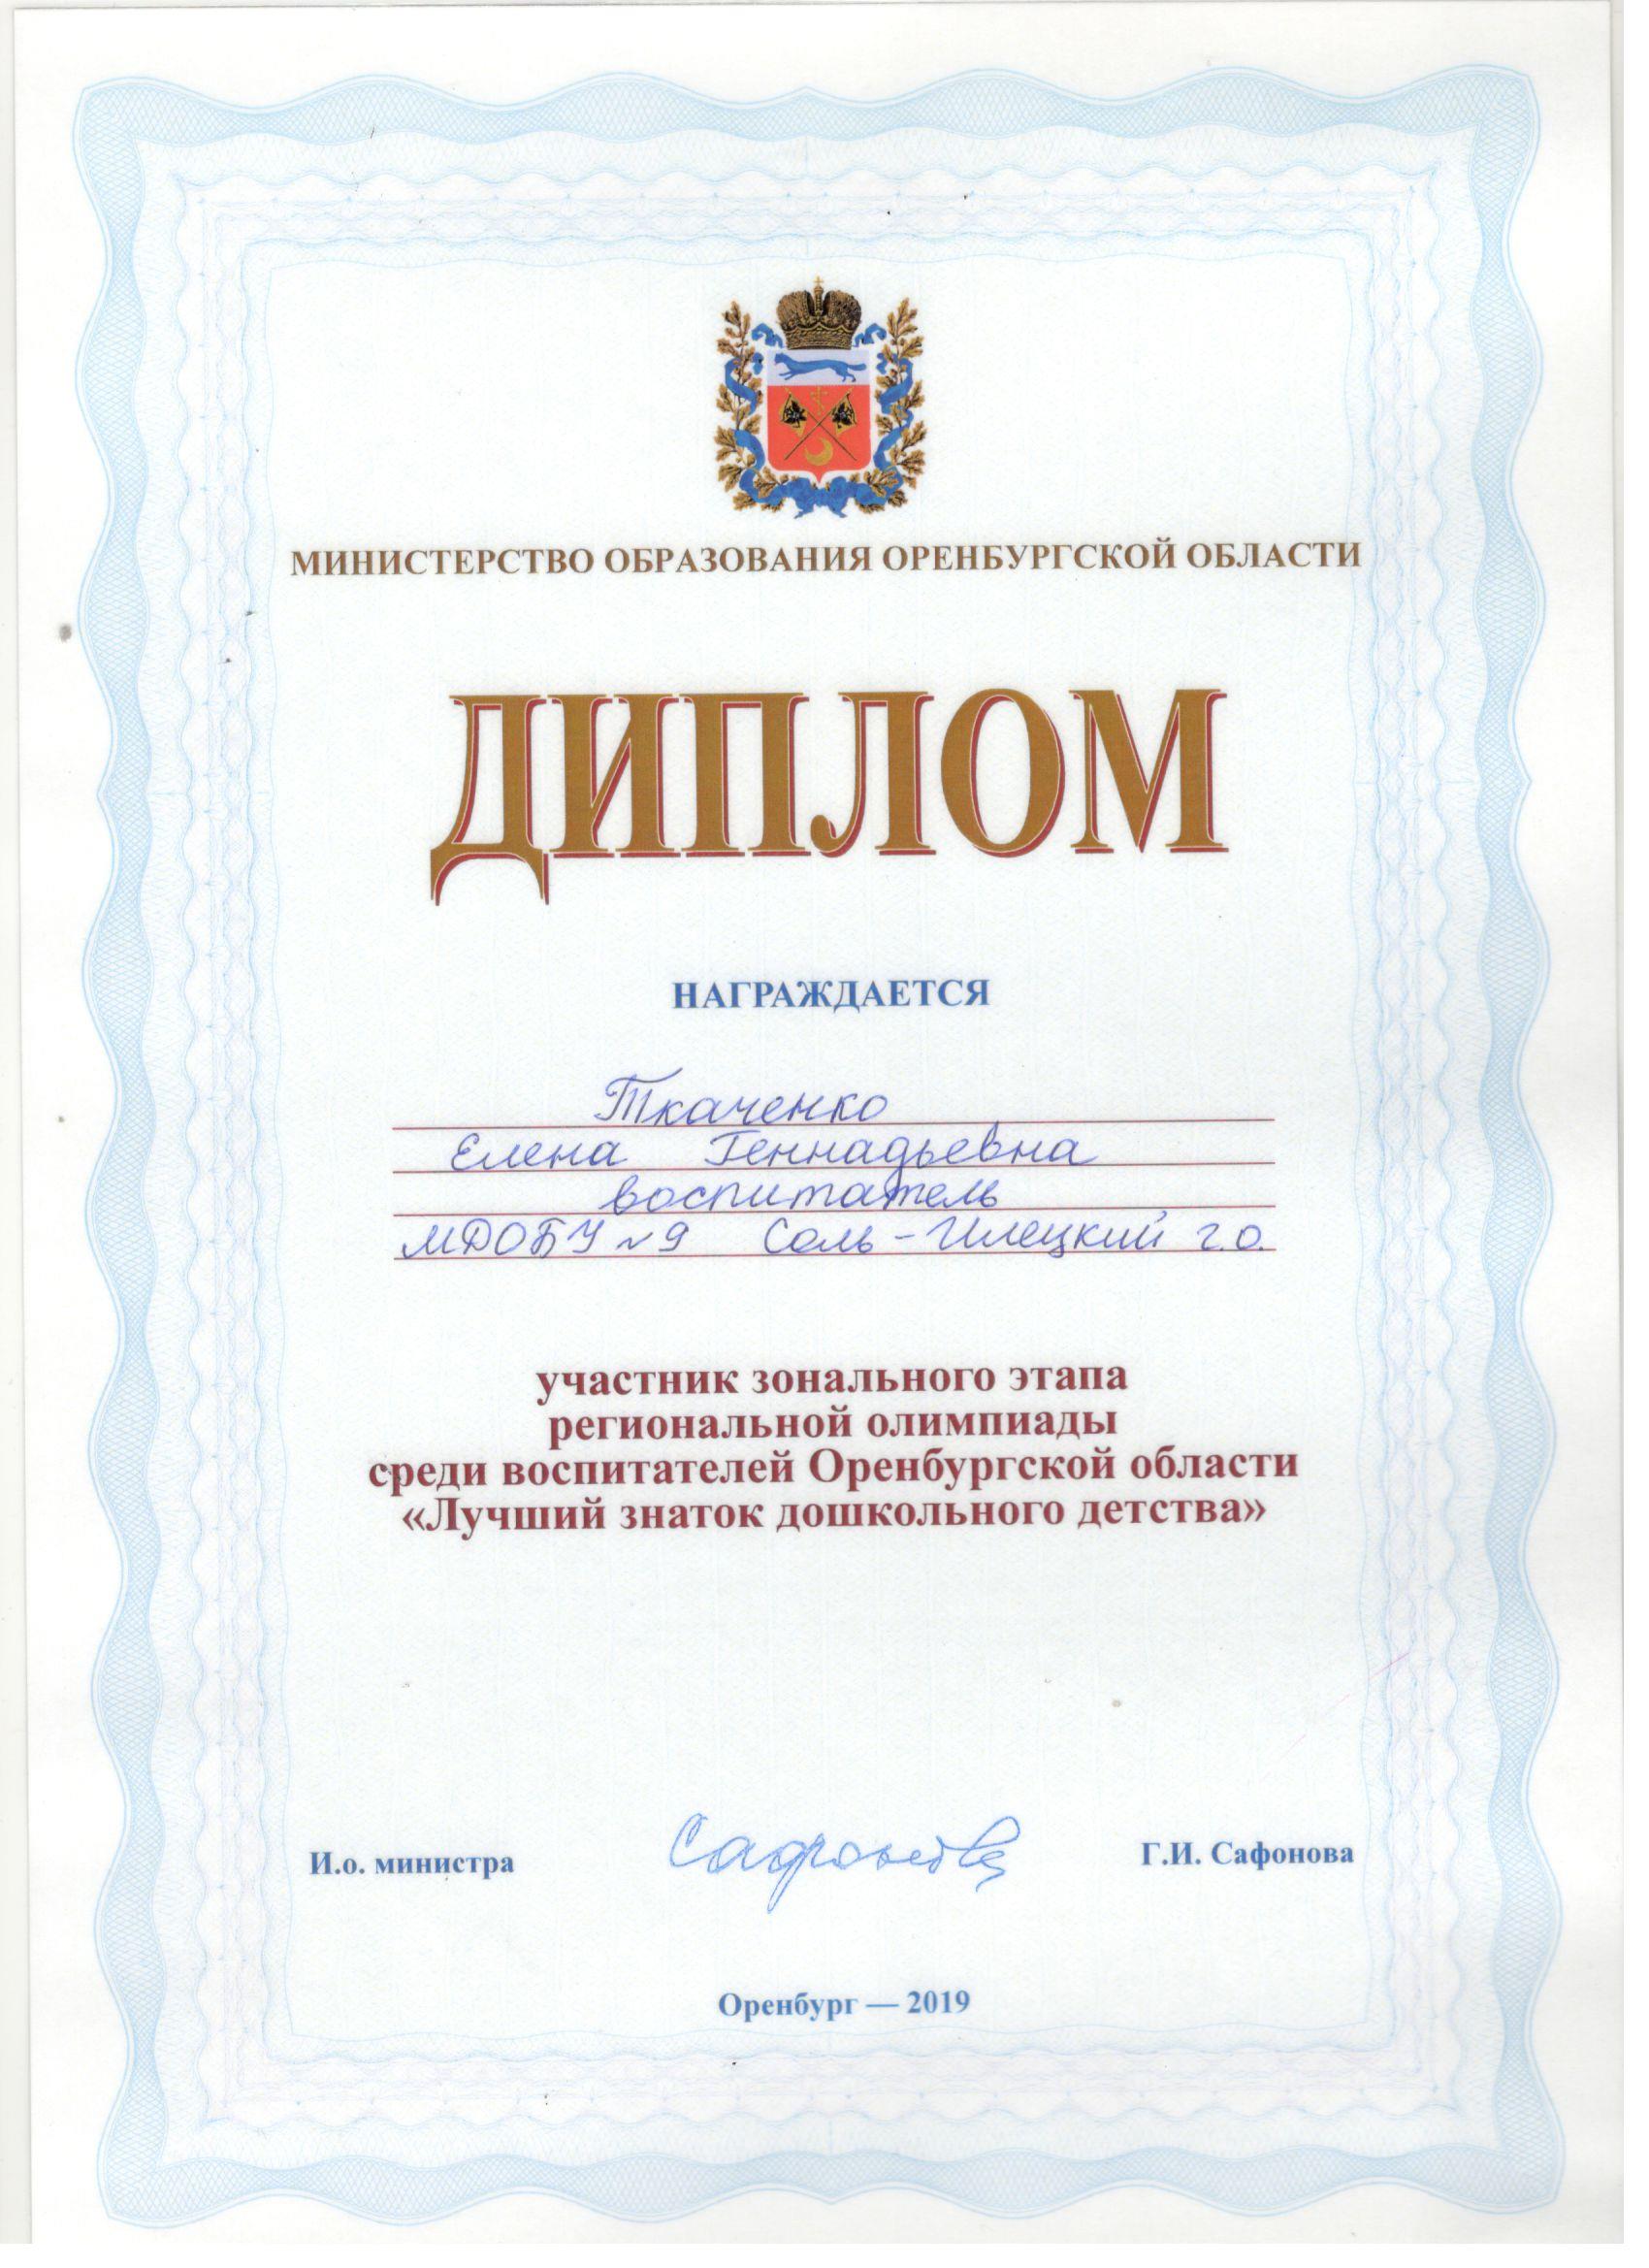 МИНИСТЕРСТВО ОБРАЗОВАНИЯ ОРЕНБУРГСКОЙ ОБЛАСТИ
ДИПЛОМ
НАГРАЖДАЕТСЯ
Ткаченко
Елена Геннадьевна
воспитатель
МДОБУ №9 Соль-Илецкий г.о.
участник зонального этапа
региональной олимпиады
среди воспитателей Оренбургской области
«Лучший знаток дошкольного детства»
И.о. министра Сафонова Г.И. Сафонова
Оренбург — 2019